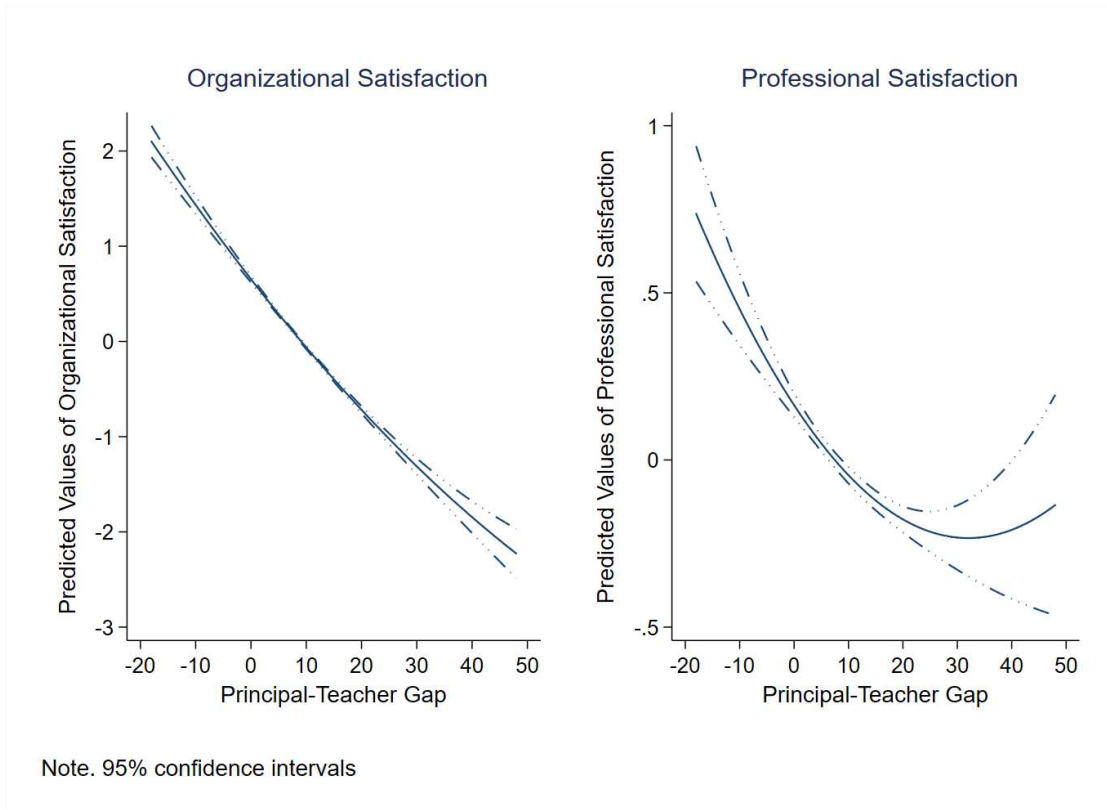 Organizational Satisfaction
Predicted Values of Organizational Satisfaction
2
1
0
-1
-2
-3
-20 -10 0 10 20 30 40 50
Principal-Teacher Gap
Professional Satisfaction
Predicted Values of Professional Satisfaction
1
.5
0
-.5
-20 -10 0 10 20 30 40 50
Principal-Teacher Gap
Note. 95% confidence intervals